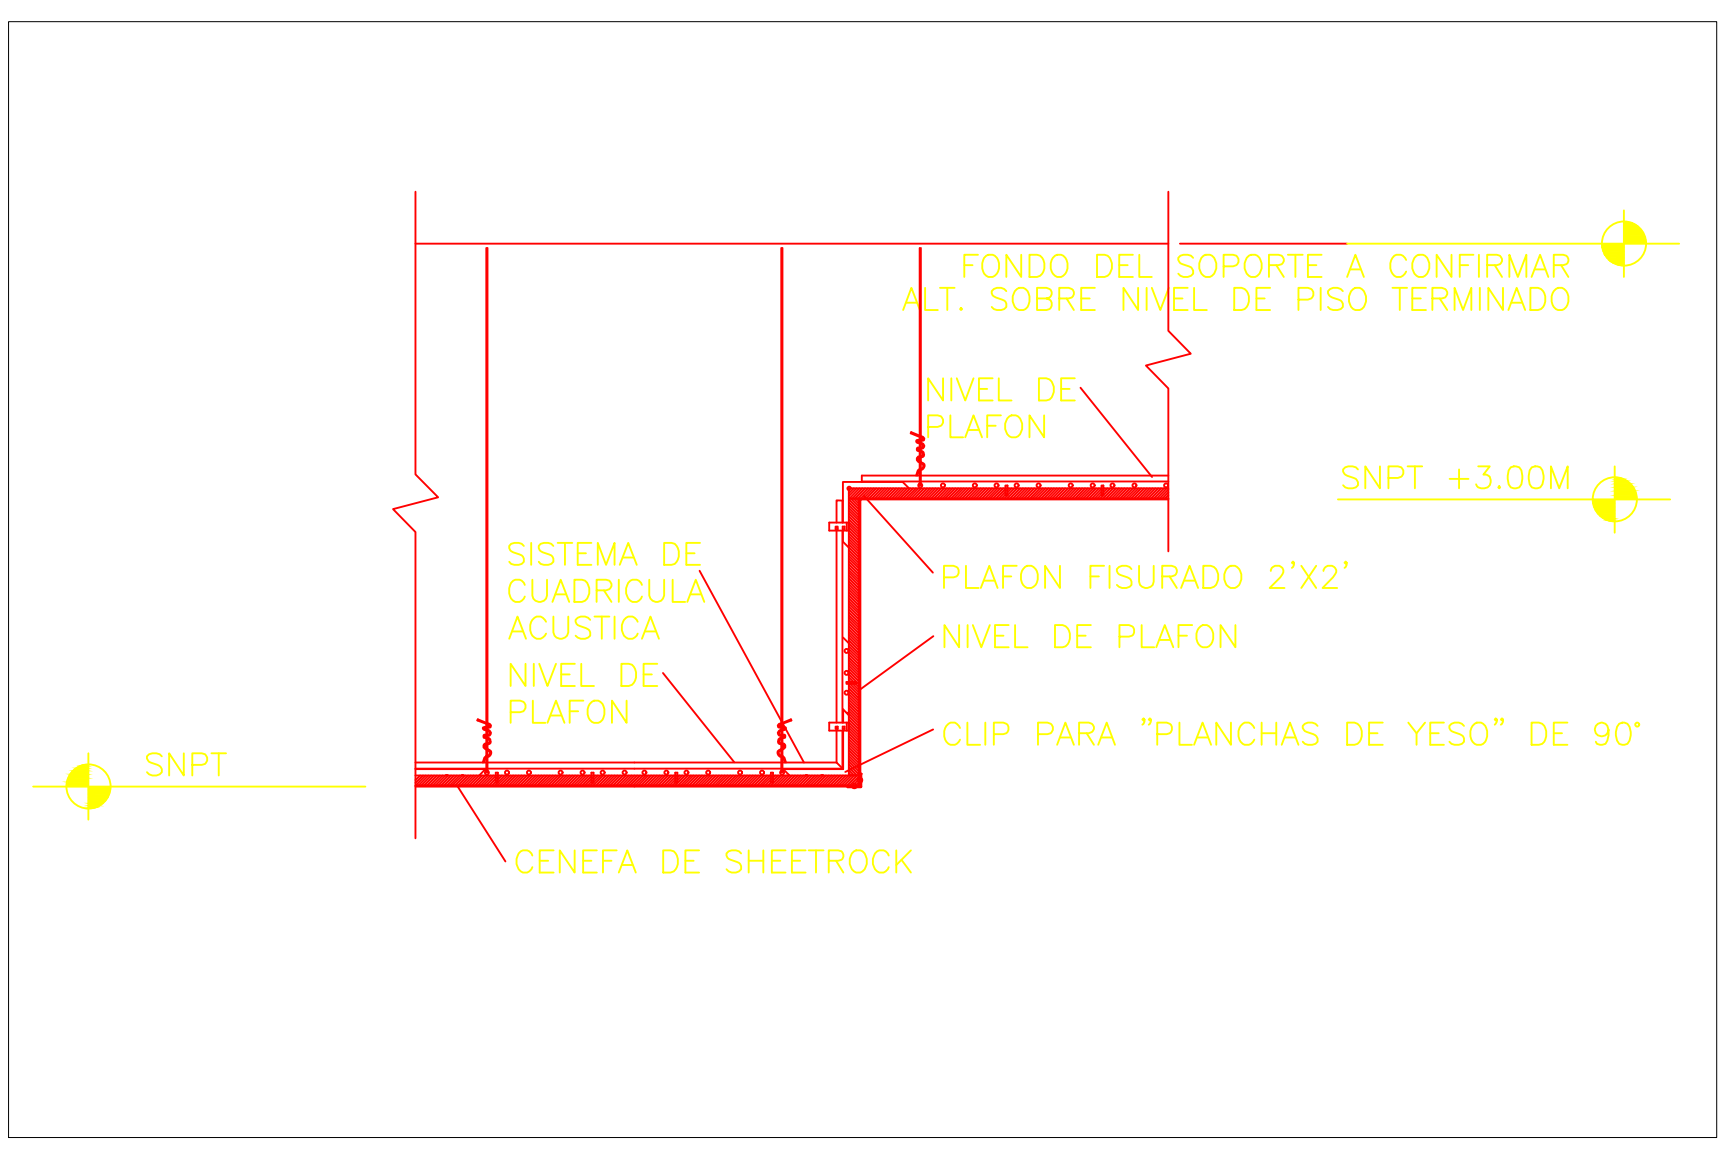 FONDO DEL SOPORTE A CONFIRMAR
ALT. SOBRE NIVEL DE PISO TERMINADO
NIVEL DE
PLAFON
SNPT +3.00M
SISTEMA DE
CUADRICULA
ACUSTICA
PLAFON FISURADO 2'X2'
NIVEL DE PLAFON
NIVEL DE
PLAFON
CLIP PARA "PLANCHAS DE YESO" DE 90°
SNPT
CENEFA DE SHEETROCK